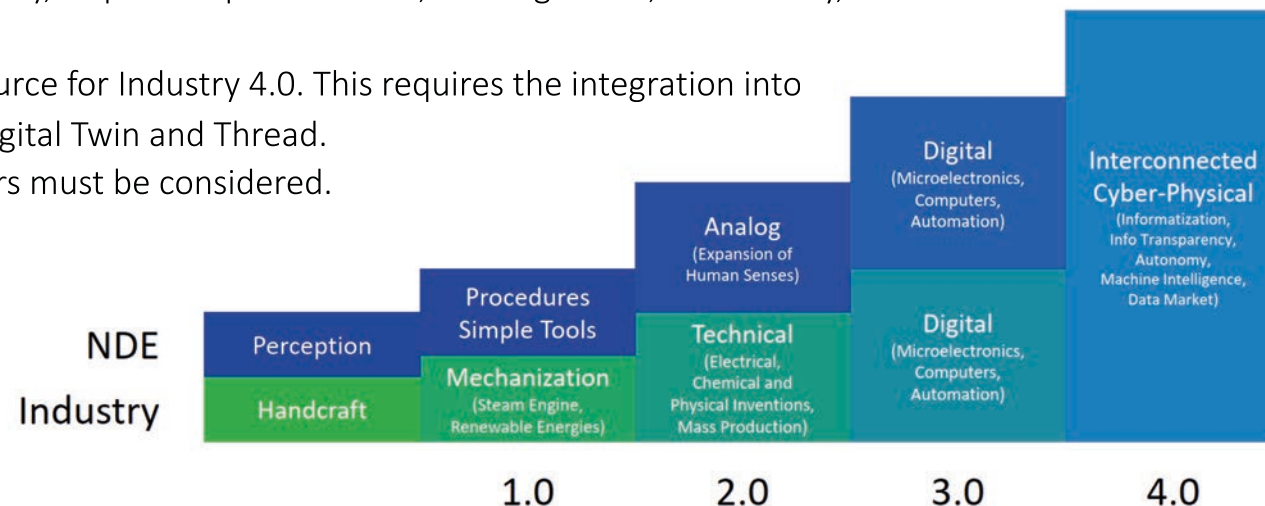 urce for Industry 4.0. This requires the integration into
gital Twin and Thread.
rs must be considered.
Digital
(Microelectronics,
Computers,
Automation)
Interconnected
Cyber-Physical
(Informatization,
Info Transparency,
Autonomy,
Machine Intelligence,
Data Market)
Analog
(Expansion of
Human Senses)
Procedures
Simple Tools
NDE
Perception
Technical
(Electrical,
Chemical and
Physical Inventions,
Mass Production)
Digital
(Microelectronics,
Computers,
Automation)
Industry
Handcraft
Mechanization
(Steam Engine,
Renewable Energies)
1.0
2.0
3.0
4.0